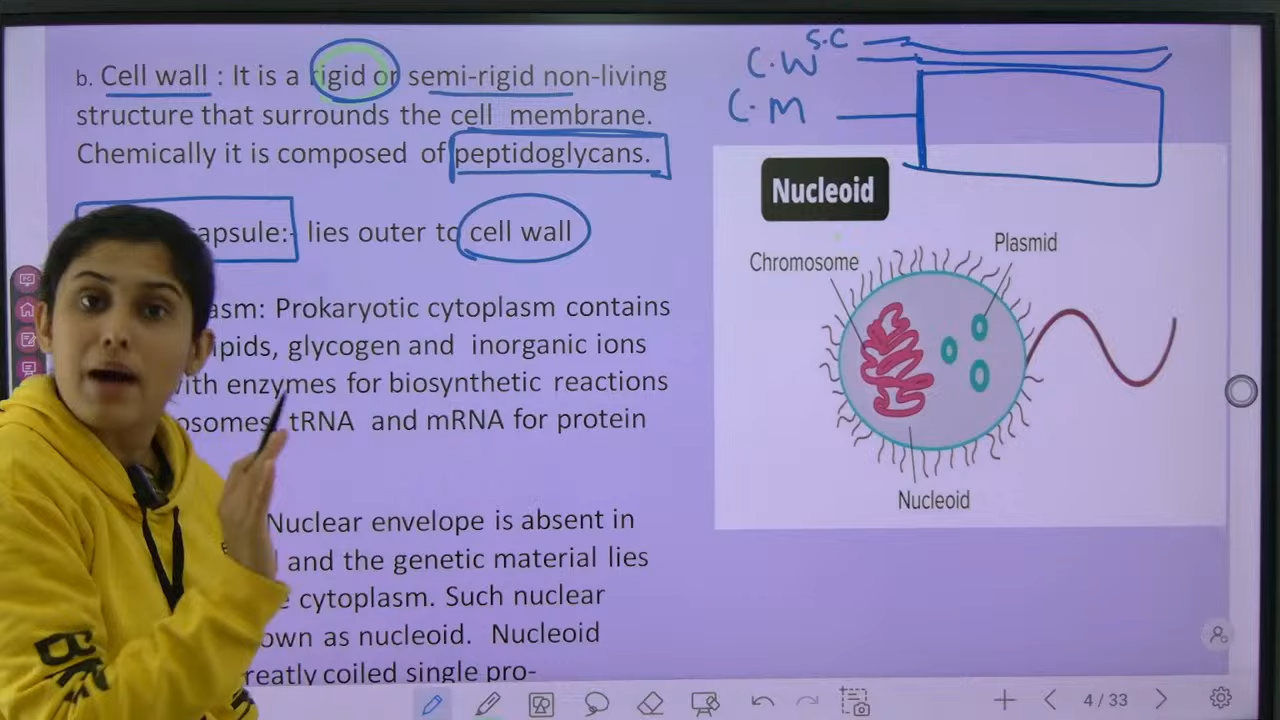 b. Cell wall : It is a rigid or semi-rigid non-living
structure that surrounds the cell membrane.
Chemically it is composed of peptidoglycans.
apsule:- lies outer to cell wall
asm: Prokaryotic cytoplasm contains
ipids, glycogen and inorganic ions
with enzymes for biosynthetic reactions
osomes, tRNA and mRNA for protein
Nuclear envelope is absent in
and the genetic material lies
cytoplasm. Such nuclear
own as nucleoid. Nucleoid
reatly coiled single pro-
S.C
C.W
C.M
Nucleoid
Plasmid
Chromosome
Nucleoid
4 / 33